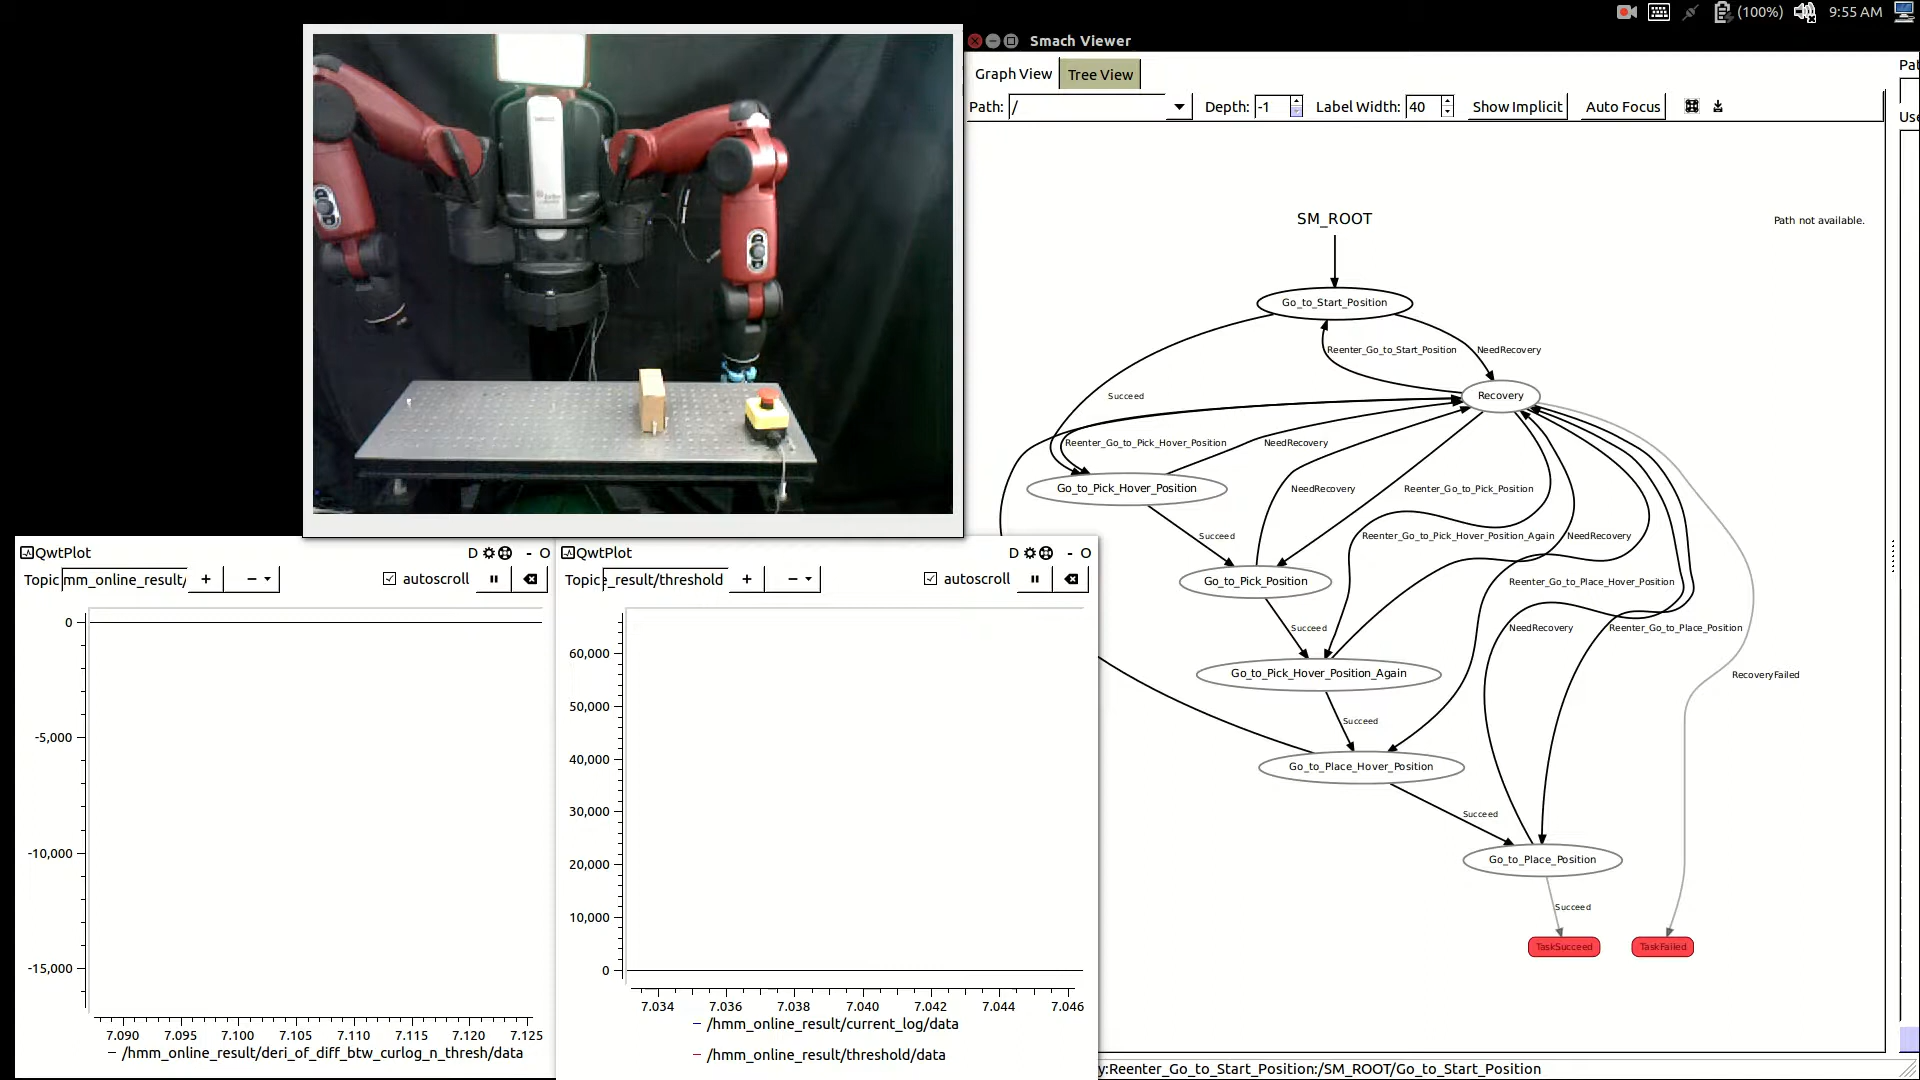 (100%) 9:55 AM
Smach Viewer
Graph View Tree View
Path: / Depth: -1 Label Width: 40 Show Implicit Auto Focus
Pat
Use
SM_ROOT
Path not available.
Go_to_Start_Position
Reenter_Go_to_Start_Position NeedRecovery
Succeed
Recovery
Reenter_Go_to_Pick_Hover_Position NeedRecovery
Go_to_Pick_Hover_Position
NeedRecovery Reenter_Go_to_Pick_Position
Succeed
Reenter_Go_to_Pick_Hover_Position_Again NeedRecovery
Go_to_Pick_Position
Reenter_Go_to_Place_Hover_Position
Succeed
NeedRecovery Reenter_Go_to_Place_Position
Go_to_Pick_Hover_Position_Again
RecoveryFailed
Succeed
Go_to_Place_Hover_Position
Succeed
Go_to_Place_Position
Succeed
TaskSucceed TaskFailed
y:Reenter_Go_to_Start_Position:/SM_ROOT/Go_to_Start_Position
QwtPlot D - O
Topic mm_online_result/ + − autoscroll
0
-5,000
-10,000
-15,000
7.090 7.095 7.100 7.105 7.110 7.115 7.120 7.125
/hmm_online_result/deri_of_diff_btw_curlog_n_thresh/data
QwtPlot D - O
Topic e_result/threshold + − autoscroll
60,000
50,000
40,000
30,000
20,000
10,000
0
7.034 7.036 7.038 7.040 7.042 7.044 7.046
/hmm_online_result/current_log/data
/hmm_online_result/threshold/data